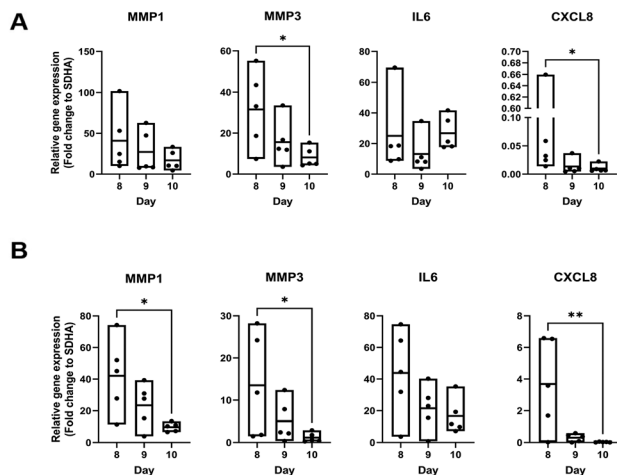 A
MMP1
MMP3
IL6
CXCL8
Relative gene expression
(Fold change to SDHA)
150
100
50
0
8 9 10
Day
*
60
40
20
0
8 9 10
Day
80
60
40
20
0
8 9 10
Day
*
0.70
0.68
0.66
0.64
0.62
0.60
0.10
0.05
0.00
8 9 10
Day
B
MMP1
MMP3
IL6
CXCL8
Relative gene expression
(Fold change to SDHA)
*
80
60
40
20
0
8 9 10
Day
*
30
20
10
0
8 9 10
Day
80
60
40
20
0
8 9 10
Day
**
8
6
4
2
0
8 9 10
Day